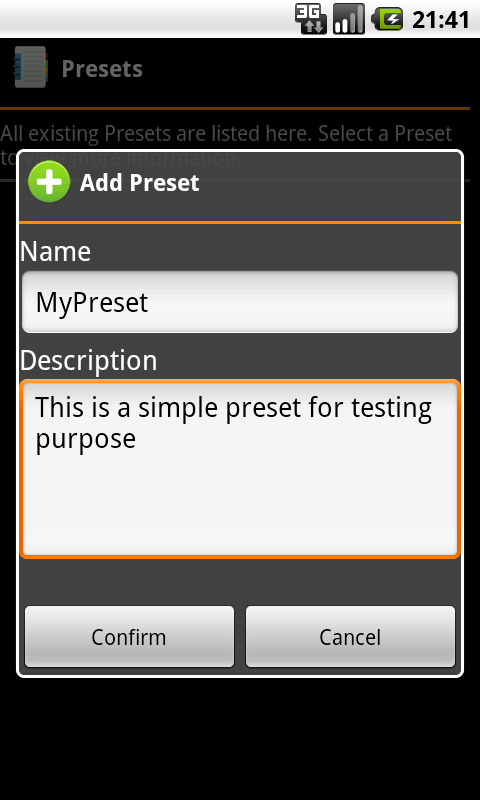 3G 21:41
Presets
All existing Presets are listed here. Select a Preset
to view more information.
Add Preset
Name
MyPreset
Description
This is a simple preset for testing
purpose
Confirm Cancel